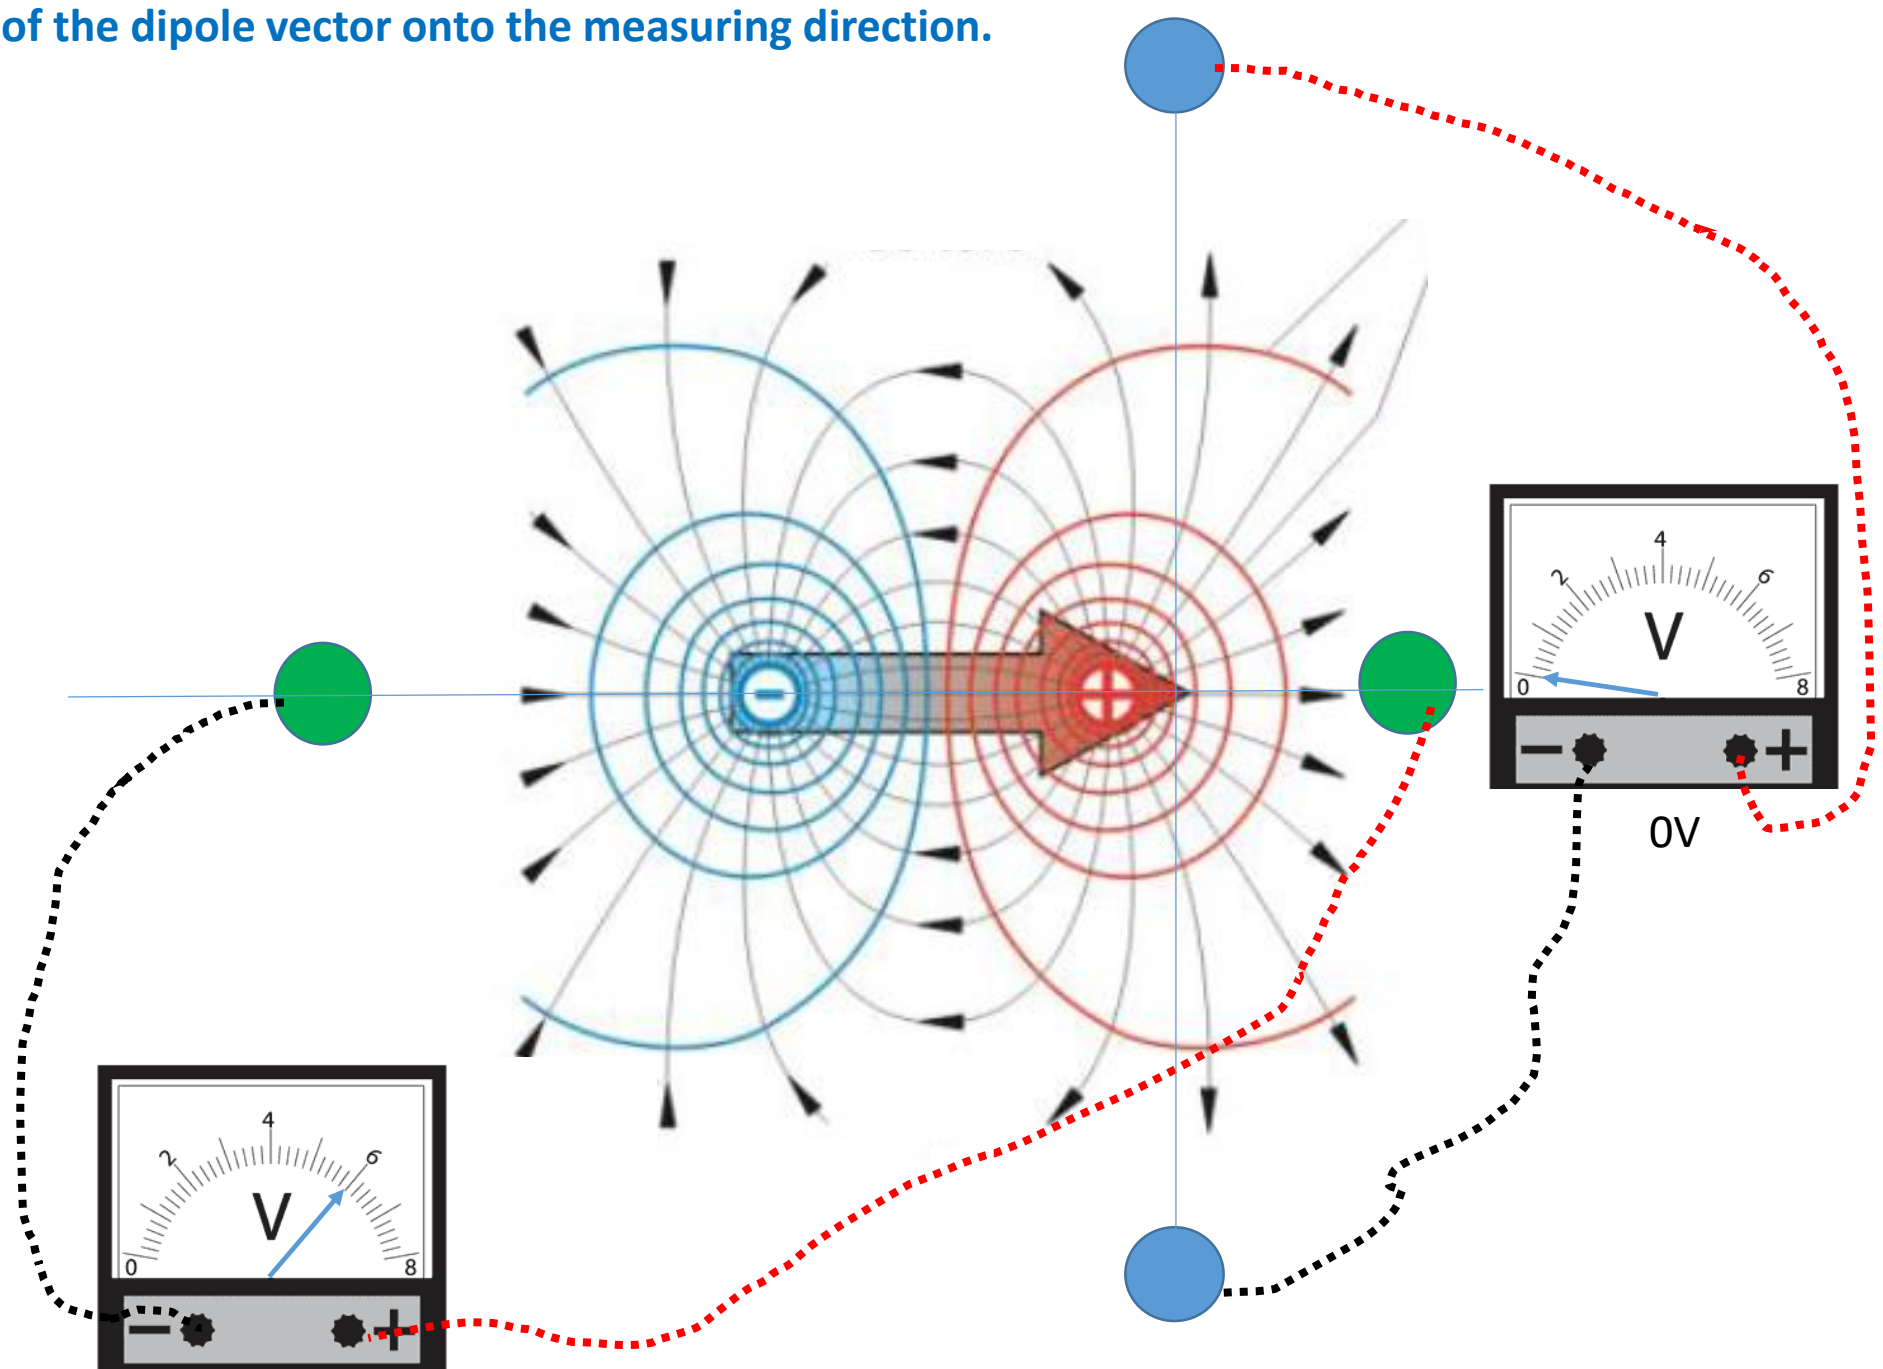 of the dipole vector onto the measuring direction.
0 2 4 6 8
V
− +
0V
− +
0 2 4 6 8
V
− +